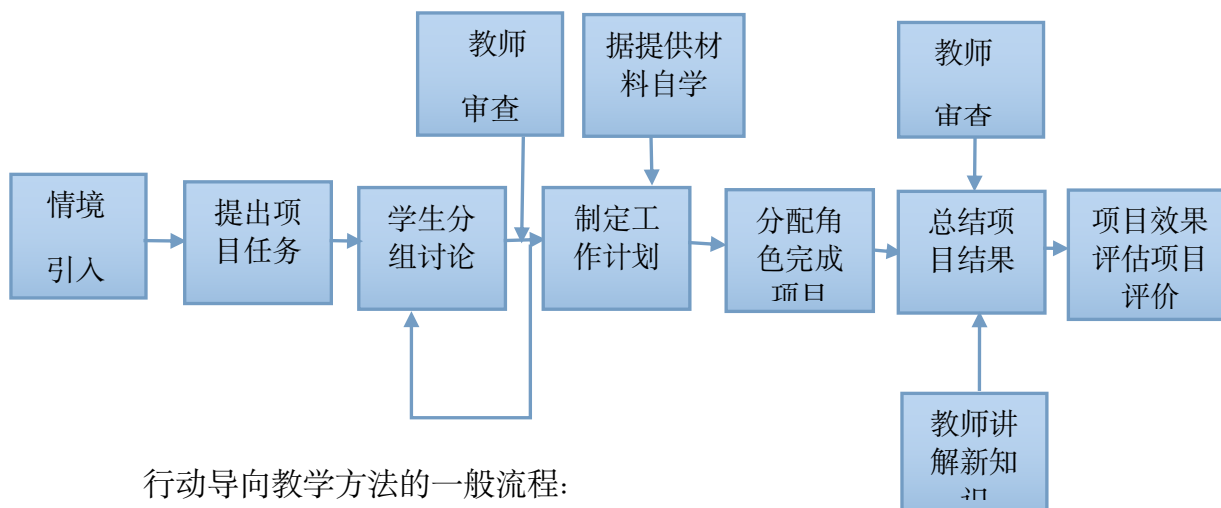 教师
审查
据提供材
料自学
教师
审查
情境
引入
提出项
目任务
学生分
组讨论
制定工
作计划
分配角
色完成
项目
总结项
目结果
项目效果
评估项目
评价
教师讲
解新知
识
行动导向教学方法的一般流程: